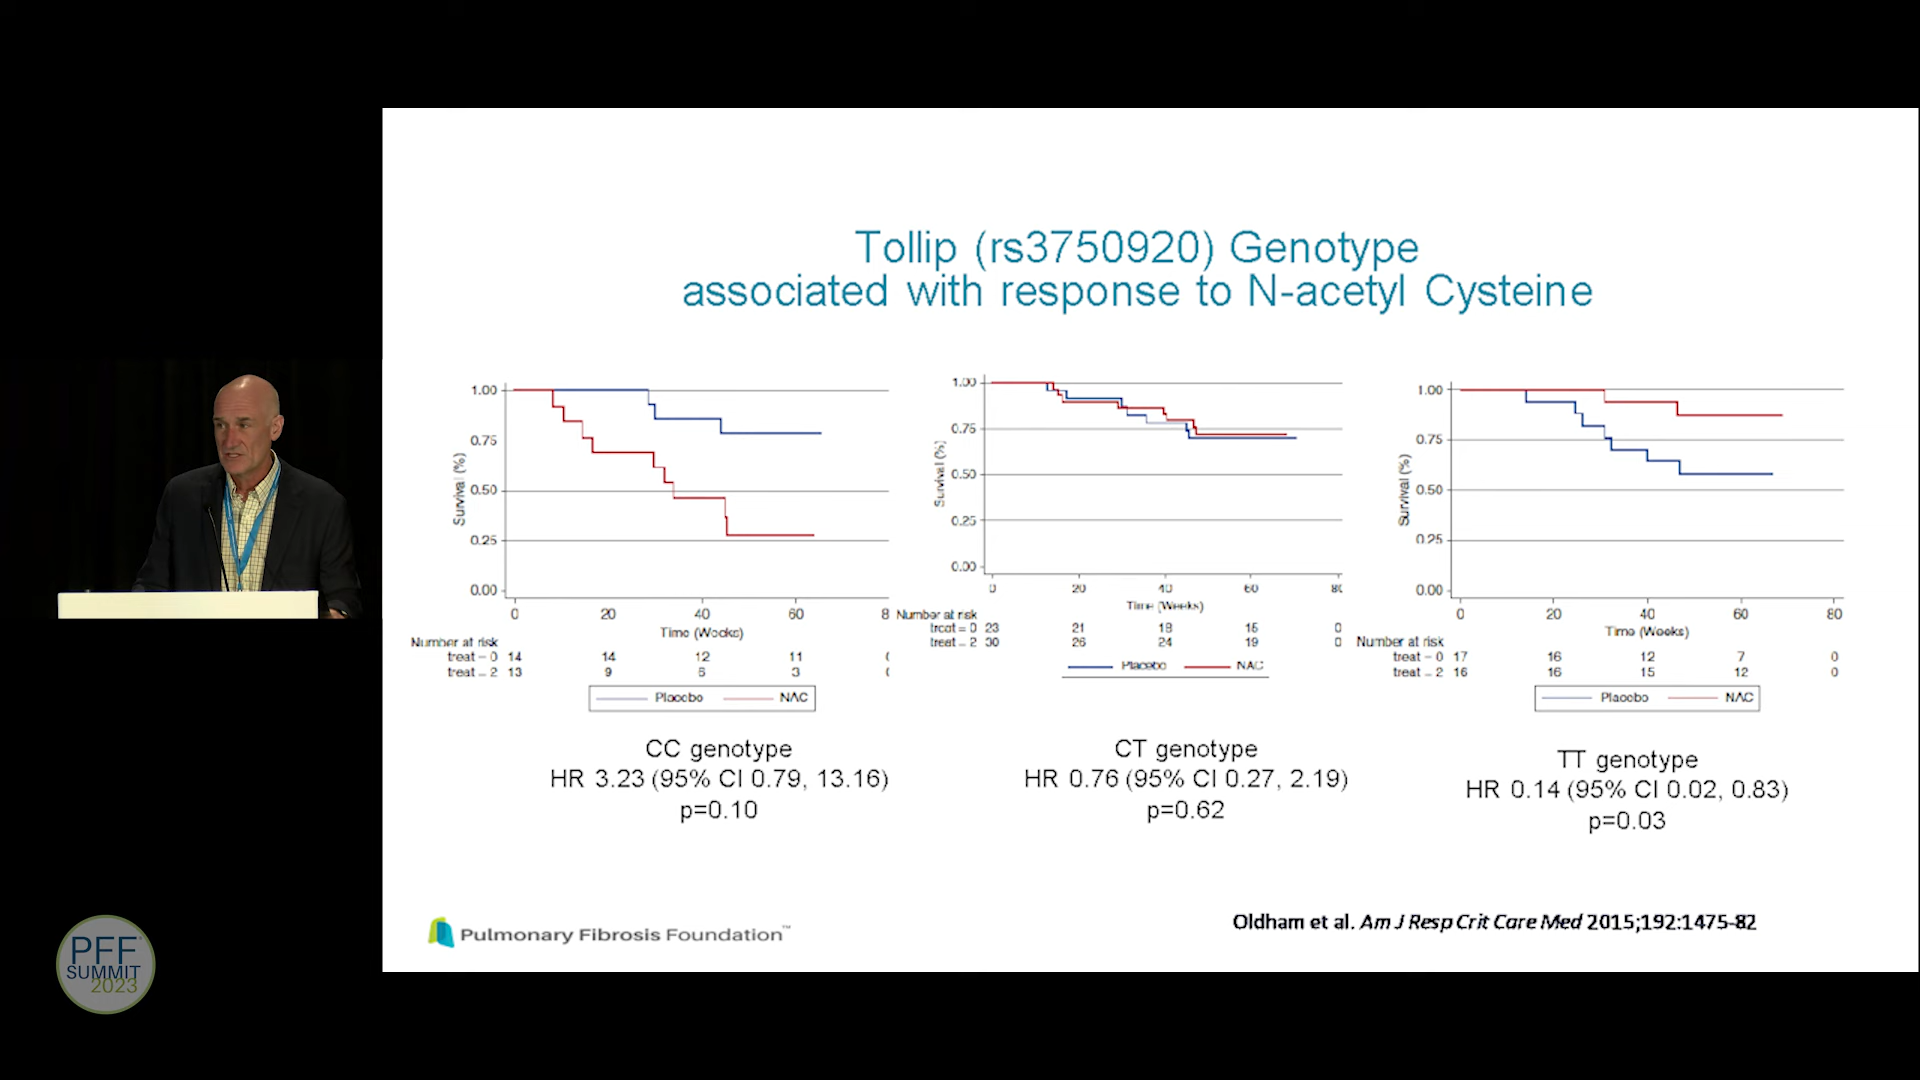 Tollip (rs3750920) Genotype
associated with response to N-acetyl Cysteine
1.00
0.75
0.50
0.25
0.00
Survival (%)
0 20 40 60 8
Time (Weeks)
Number at risk
treat = 0 14 14 12 11
treat = 2 13 9 6 3
Placebo NAC
CC genotype
HR 3.23 (95% CI 0.79, 13.16)
p=0.10
1.00
0.75
0.50
0.25
0.00
Survival (%)
0 20 40 60 80
Time (Weeks)
Number at risk
treat = 0 23 21 18 15 0
treat = 2 30 26 24 19 0
Placebo NAC
CT genotype
HR 0.76 (95% CI 0.27, 2.19)
p=0.62
1.00
0.75
0.50
0.25
0.00
Survival (%)
0 20 40 60 80
Time (Weeks)
Number at risk
treat = 0 17 16 12 7 0
treat = 2 16 16 15 12 0
Placebo NAC
TT genotype
HR 0.14 (95% CI 0.02, 0.83)
p=0.03
Pulmonary Fibrosis Foundation™
Oldham et al. Am J Resp Crit Care Med 2015;192:1475-82
PFF
SUMMIT
2023